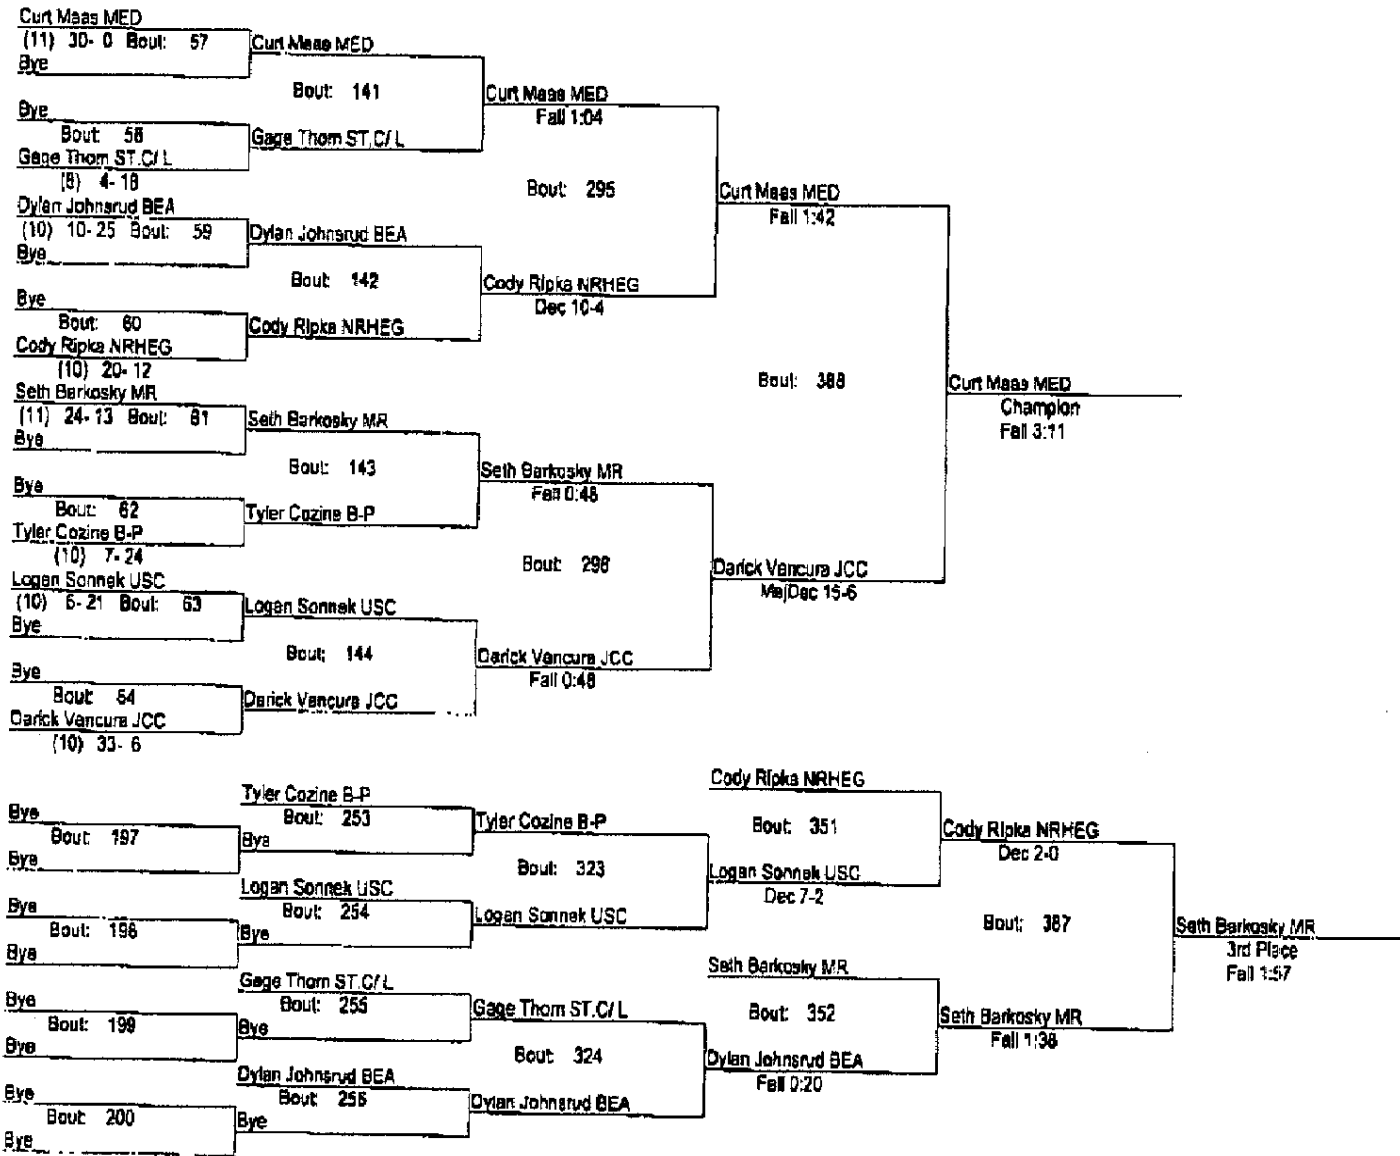 Curt Maas MED
(11) 30- 0 Bout: 57
Bye
Bye
Bout: 58
Gage Thom ST.C/ L
(8) 4- 18
Dylan Johnsrud BEA
(10) 10- 25 Bout: 59
Bye
Bye
Bout: 60
Cody Ripka NRHEG
(10) 20- 12
Seth Barkosky MR
(11) 24- 13 Bout: 61
Bye
Bye
Bout: 62
Tyler Cozine B-P
(10) 7- 24
Logan Sonnek USC
(10) 6- 21 Bout: 63
Bye
Bye
Bout: 64
Darick Vancura JCC
(10) 33- 6
Curt Maas MED
Bout: 141
Gage Thom ST.C/ L
Dylan Johnsrud BEA
Bout: 142
Cody Ripka NRHEG
Seth Barkosky MR
Bout: 143
Tyler Cozine B-P
Logan Sonnek USC
Bout: 144
Darick Vancura JCC
Curt Maas MED
Fall 1:04
Bout: 295
Cody Ripka NRHEG
Dec 10-4
Seth Barkosky MR
Fall 0:48
Bout: 296
Darick Vancura JCC
Fall 0:48
Curt Maas MED
Fall 1:42
Bout: 388
Darick Vancura JCC
MajDec 15-6
Curt Maas MED
Champion
Fall 3:11
Bye
Bout: 197
Bye
Bye
Bout: 198
Bye
Bye
Bout: 199
Bye
Bye
Bout: 200
Bye
Tyler Cozine B-P
Bout: 253
Bye
Logan Sonnek USC
Bout: 254
Bye
Gage Thom ST.C/ L
Bout: 255
Bye
Dylan Johnsrud BEA
Bout: 256
Bye
Tyler Cozine B-P
Bout: 323
Logan Sonnek USC
Gage Thom ST.C/ L
Bout: 324
Dylan Johnsrud BEA
Cody Ripka NRHEG
Bout: 351
Logan Sonnek USC
Dec 7-2
Seth Barkosky MR
Bout: 352
Dylan Johnsrud BEA
Fall 0:20
Cody Ripka NRHEG
Dec 2-0
Bout: 387
Seth Barkosky MR
Fall 1:38
Seth Barkosky MR
3rd Place
Fall 1:57